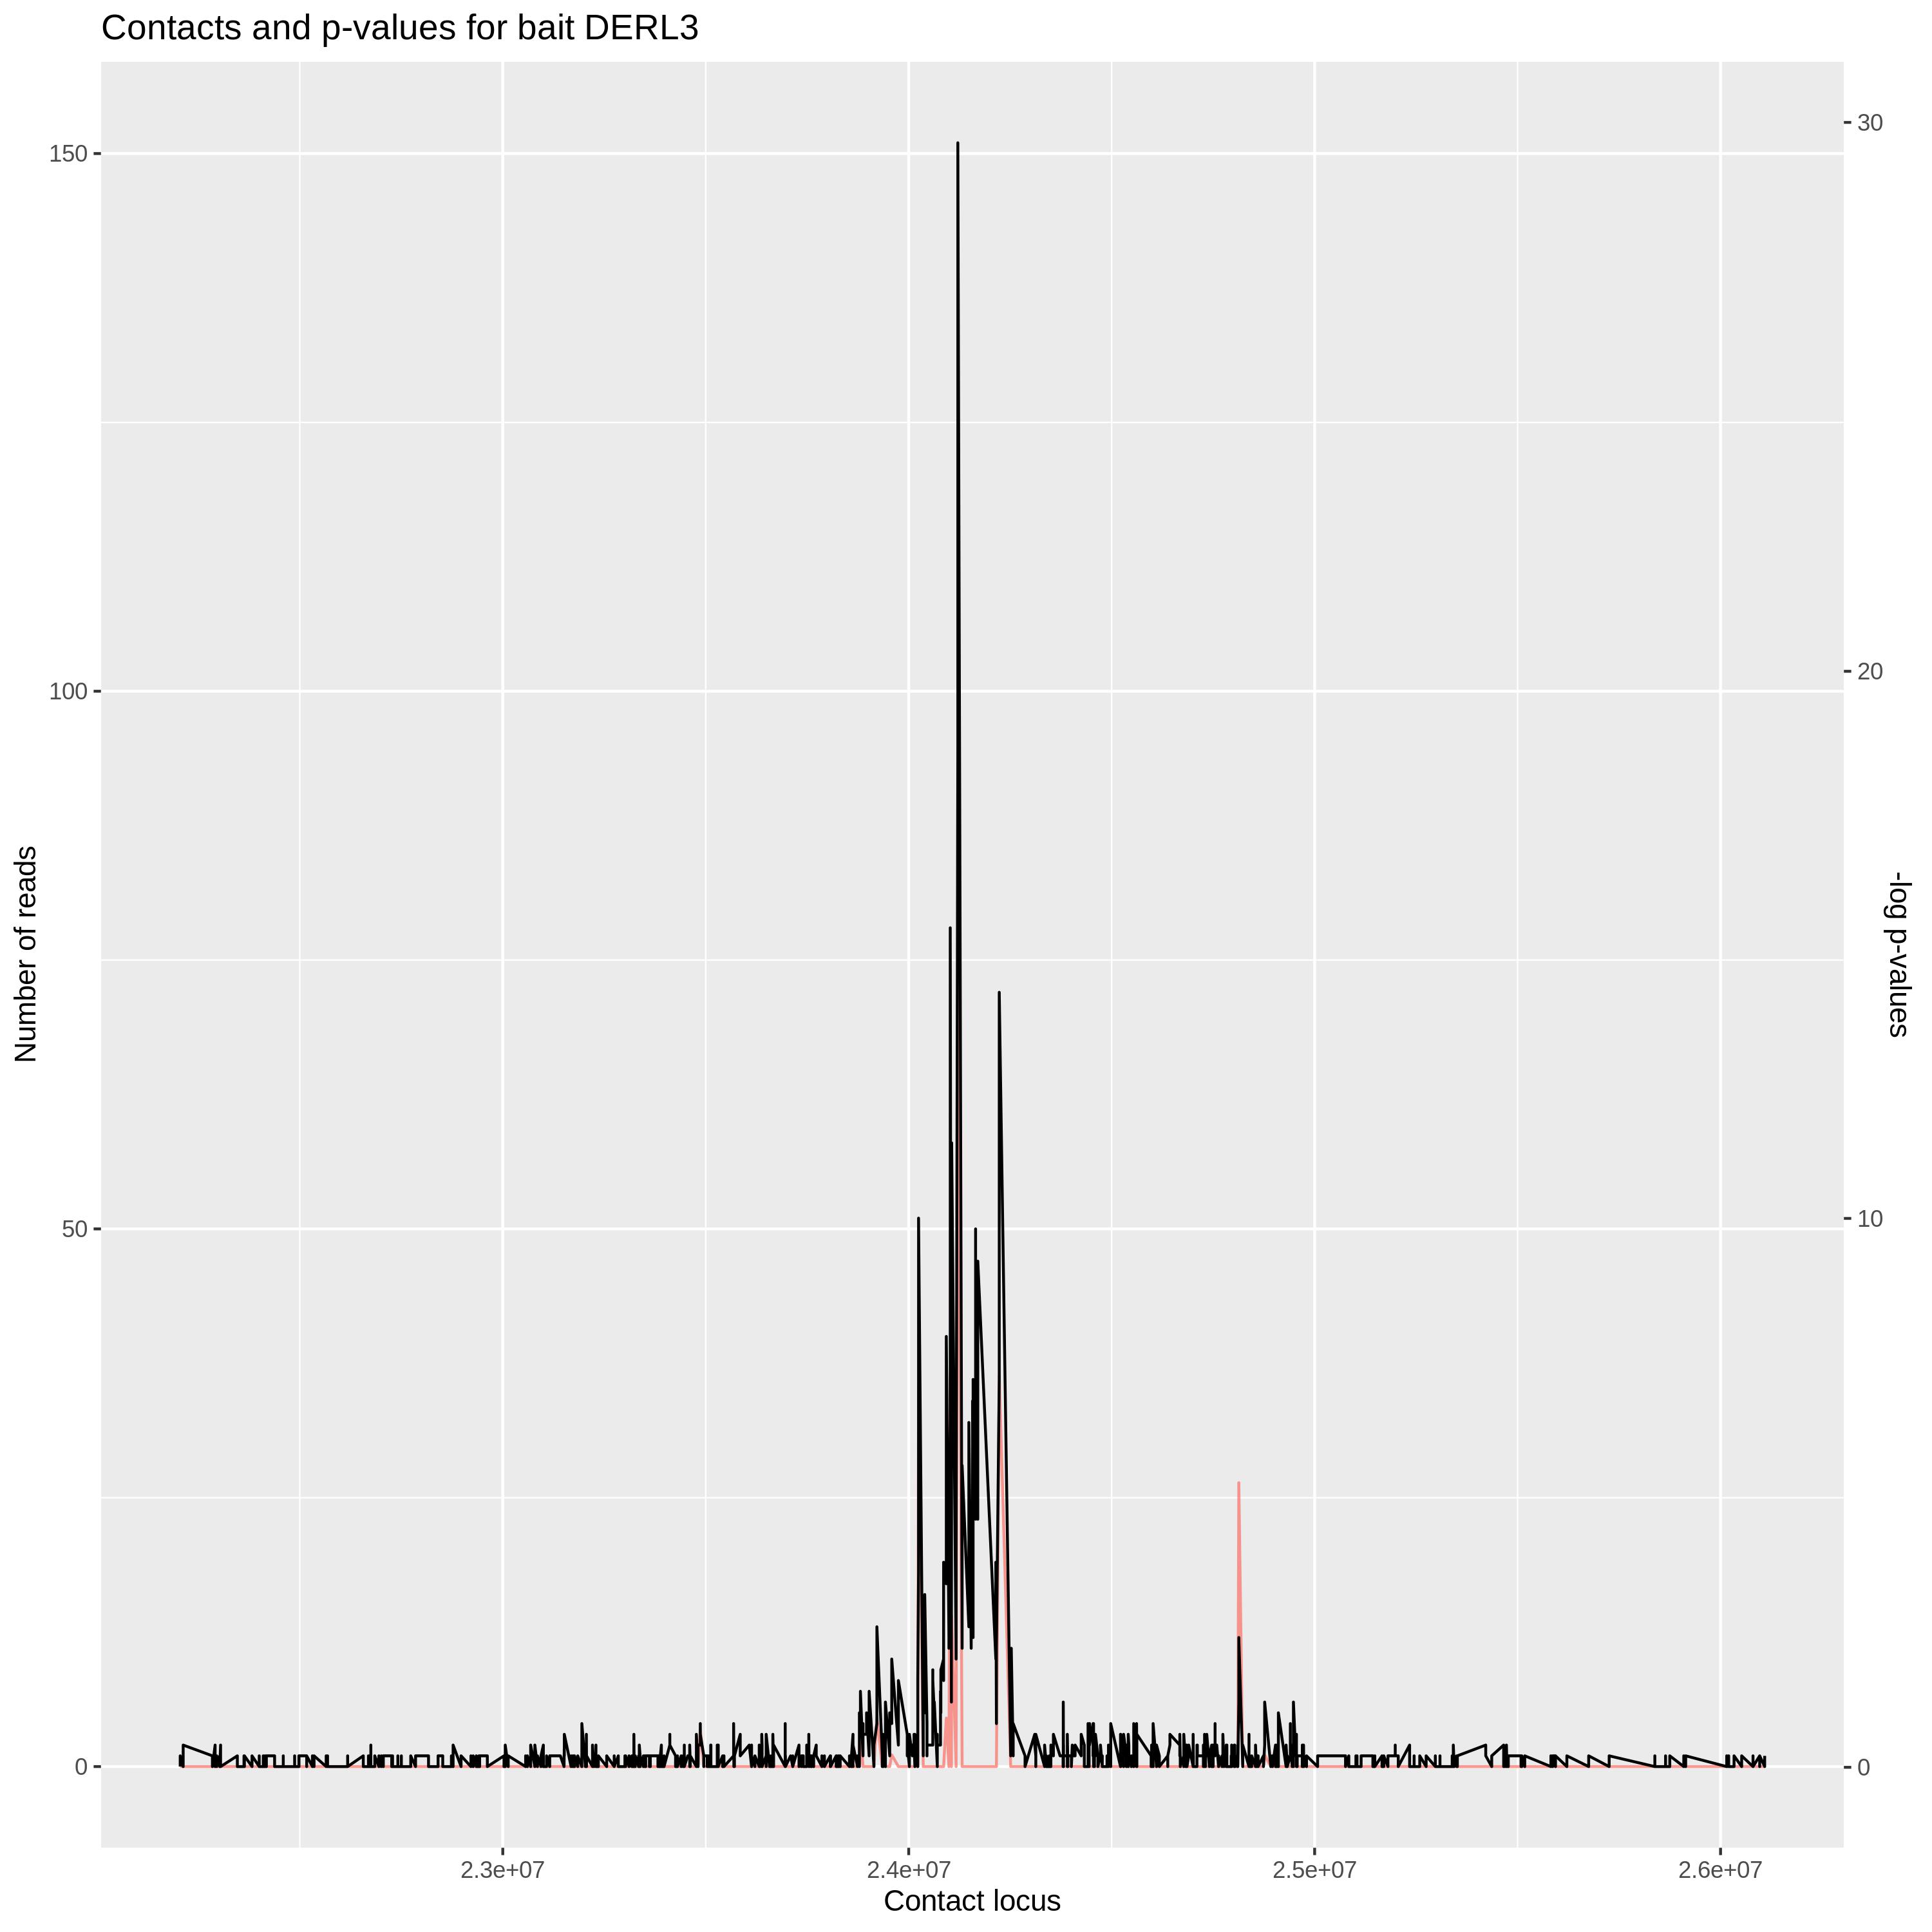 Contacts and p-values for bait DERL3
150
100
50
0
Number of reads
30
20
10
0
-log p-values
2.3e+07
2.4e+07
2.5e+07
2.6e+07
Contact locus